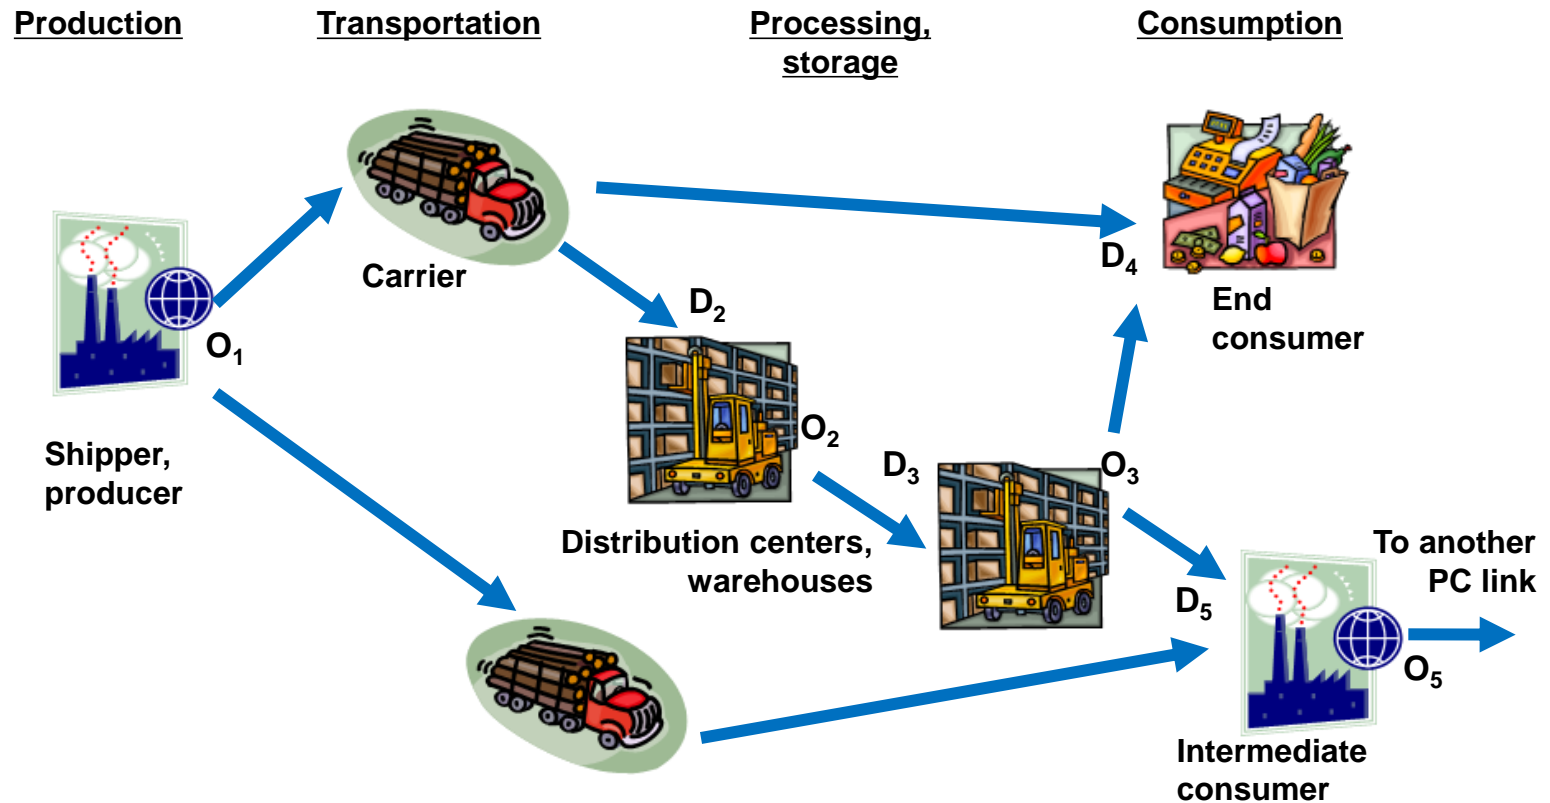 Production
Transportation
Processing,
storage
Consumption
Carrier
D₂
D₄
End
consumer
O₁
Shipper,
producer
O₂
D₃
O₃
Distribution centers,
warehouses
To another
PC link
D₅
O₅
Intermediate
consumer